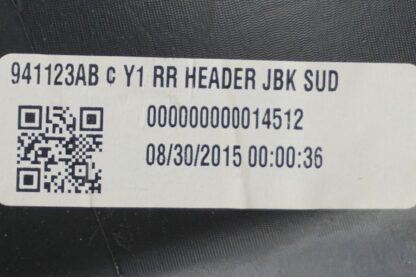 941123AB C Y1 RR HEADER JBK SUD
000000000014512
08/30/2015 00:00:36